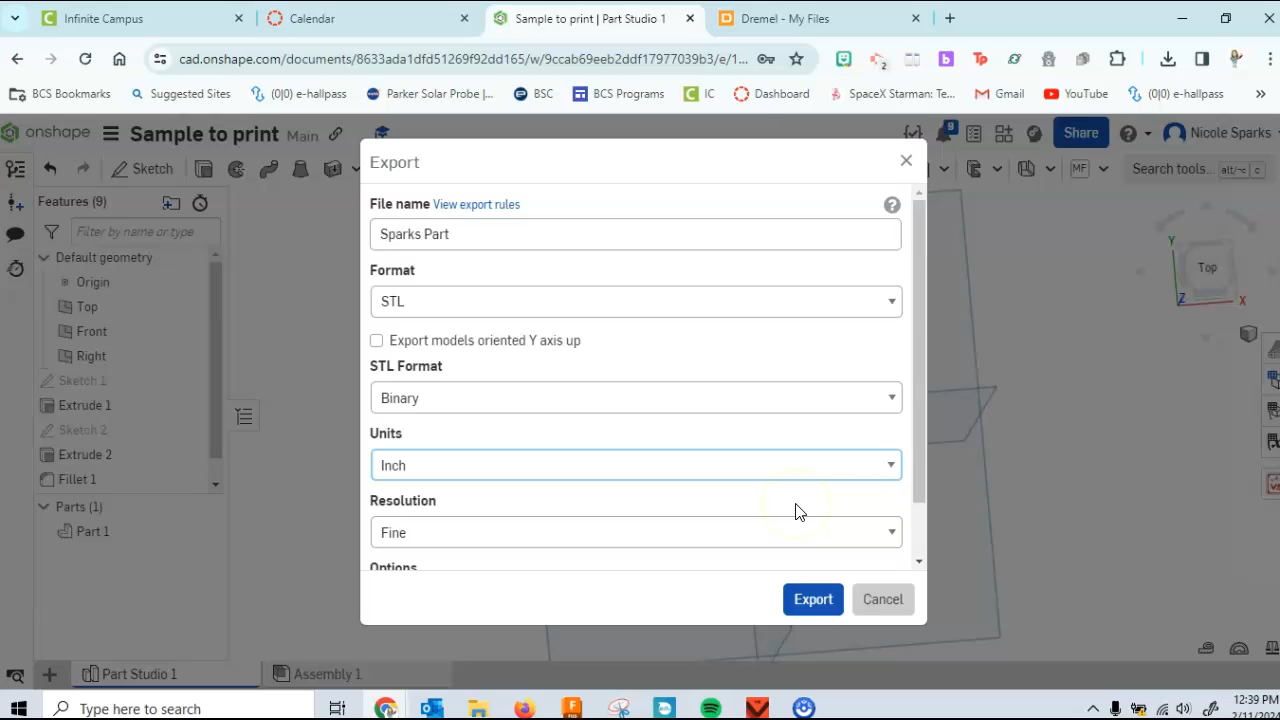 Infinite Campus
Calendar
Sample to print | Part Studio 1
Dremel - My Files
cad.onshape.com/documents/8633ada1dfd51269f92dd165/w/9ccab69eeb2ddf17977039b3/e/1...
2
BCS Bookmarks
Suggested Sites
(0|0) e-hallpass
Parker Solar Probe |...
BSC
BCS Programs
IC
Dashboard
SpaceX Starman: Te...
Gmail
YouTube
(0|0) e-hallpass
onshape
Sample to print
Main
Share
Nicole Sparks
Sketch
MF
Search tools...
alt/⌥
c
Features (9)
Filter by name or type
Default geometry
Origin
Top
Front
Right
Sketch 1
Extrude 1
Sketch 2
Extrude 2
Fillet 1
Parts (1)
Part 1
Export
File name
View export rules
Sparks Part
Format
STL
Export models oriented Y axis up
STL Format
Binary
Units
Inch
Resolution
Fine
Options
Export
Cancel
Y
Top
Z
X
Part Studio 1
Assembly 1
Type here to search
12:39 PM